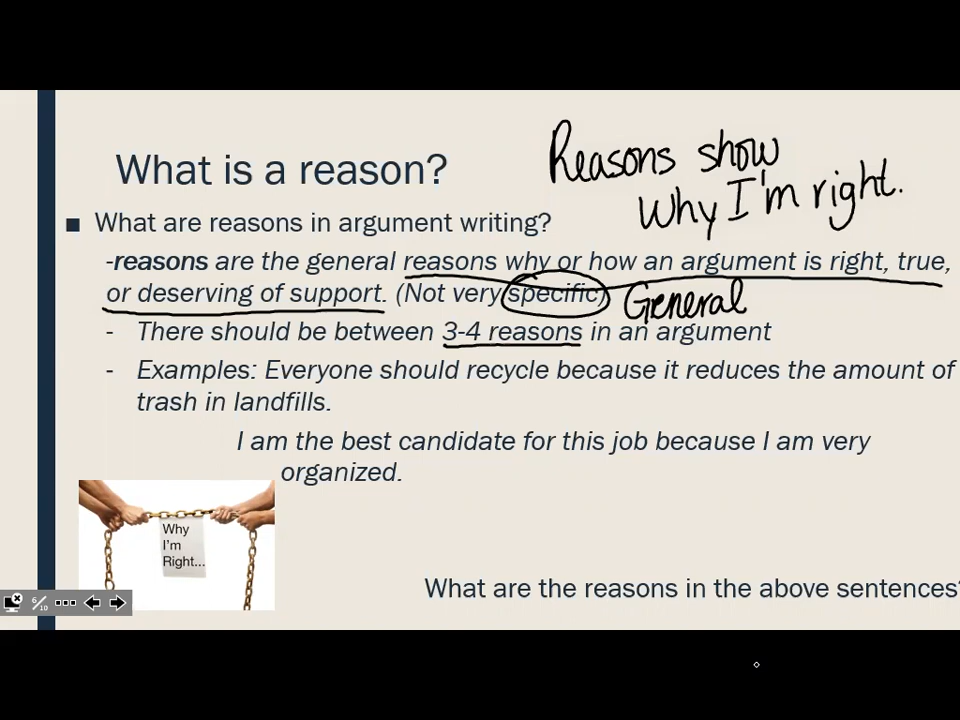 What is a reason?
Reasons show
Why I'm right.
■ What are reasons in argument writing?
-reasons are the general reasons why or how an argument is right, true,
or deserving of support. (Not very specific)
General
- There should be between 3-4 reasons in an argument
- Examples: Everyone should recycle because it reduces the amount of
trash in landfills.
I am the best candidate for this job because I am very
organized.
Why
I'm
Right...
What are the reasons in the above sentences?
6/10